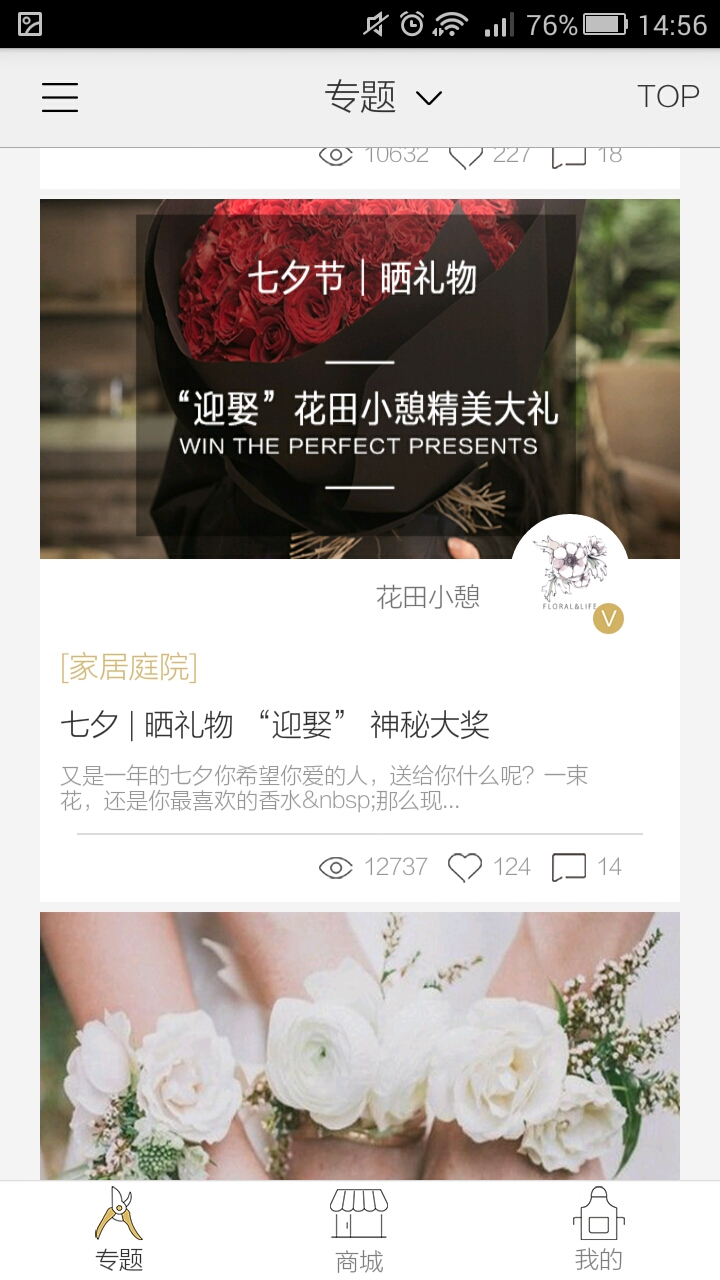 76% 14:56
专题 TOP
10632 227 18
七夕节｜晒礼物
“迎娶”花田小憩精美大礼
WIN THE PERFECT PRESENTS
FLORAL&LIFE
V
花田小憩
[家居庭院]
七夕 | 晒礼物 “迎娶” 神秘大奖
又是一年的七夕你希望你爱的人，送给你什么呢？一束
花，还是你最喜欢的香水&nbsp;那么现...
12737 124 14
专题 商城 我的